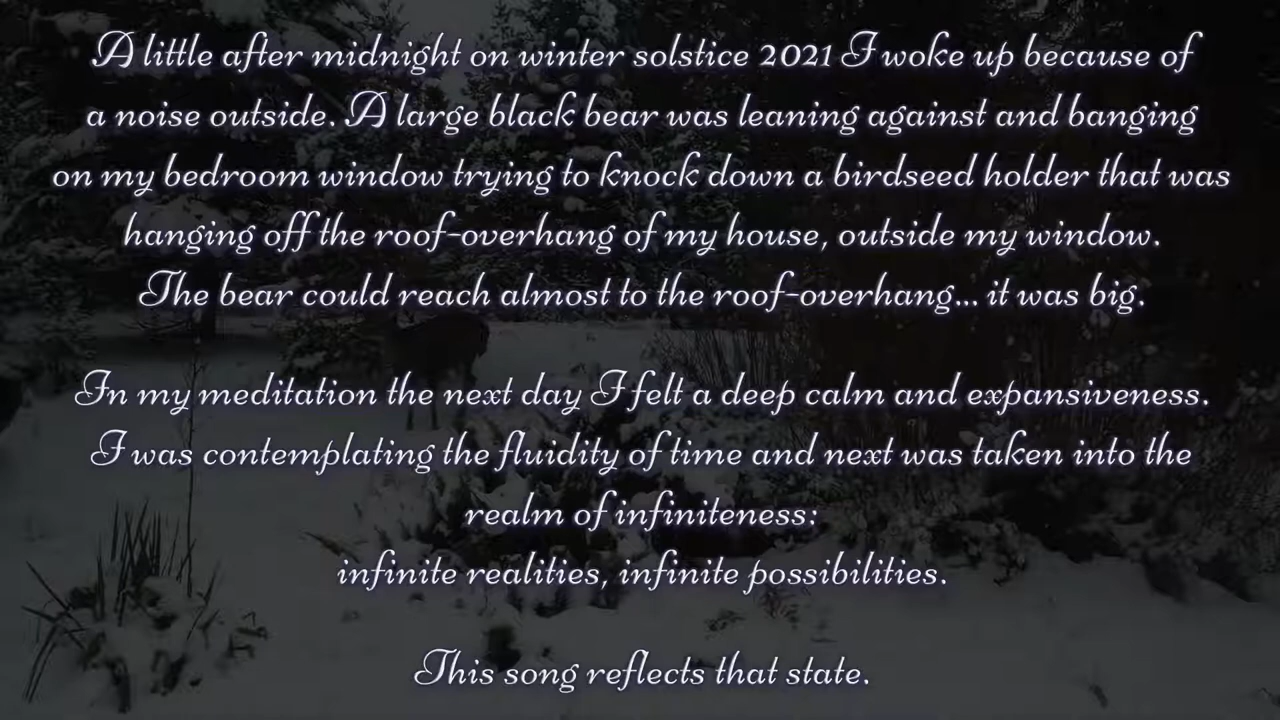 A little after midnight on winter solstice 2021 I woke up because of
a noise outside. A large black bear was leaning against and banging
on my bedroom window trying to knock down a birdseed holder that was
hanging off the roof-overhang of my house, outside my window.
The bear could reach almost to the roof-overhang... it was big.
In my meditation the next day I felt a deep calm and expansiveness.
I was contemplating the fluidity of time and next was taken into the
realm of infiniteness:
infinite realities, infinite possibilities.
This song reflects that state.